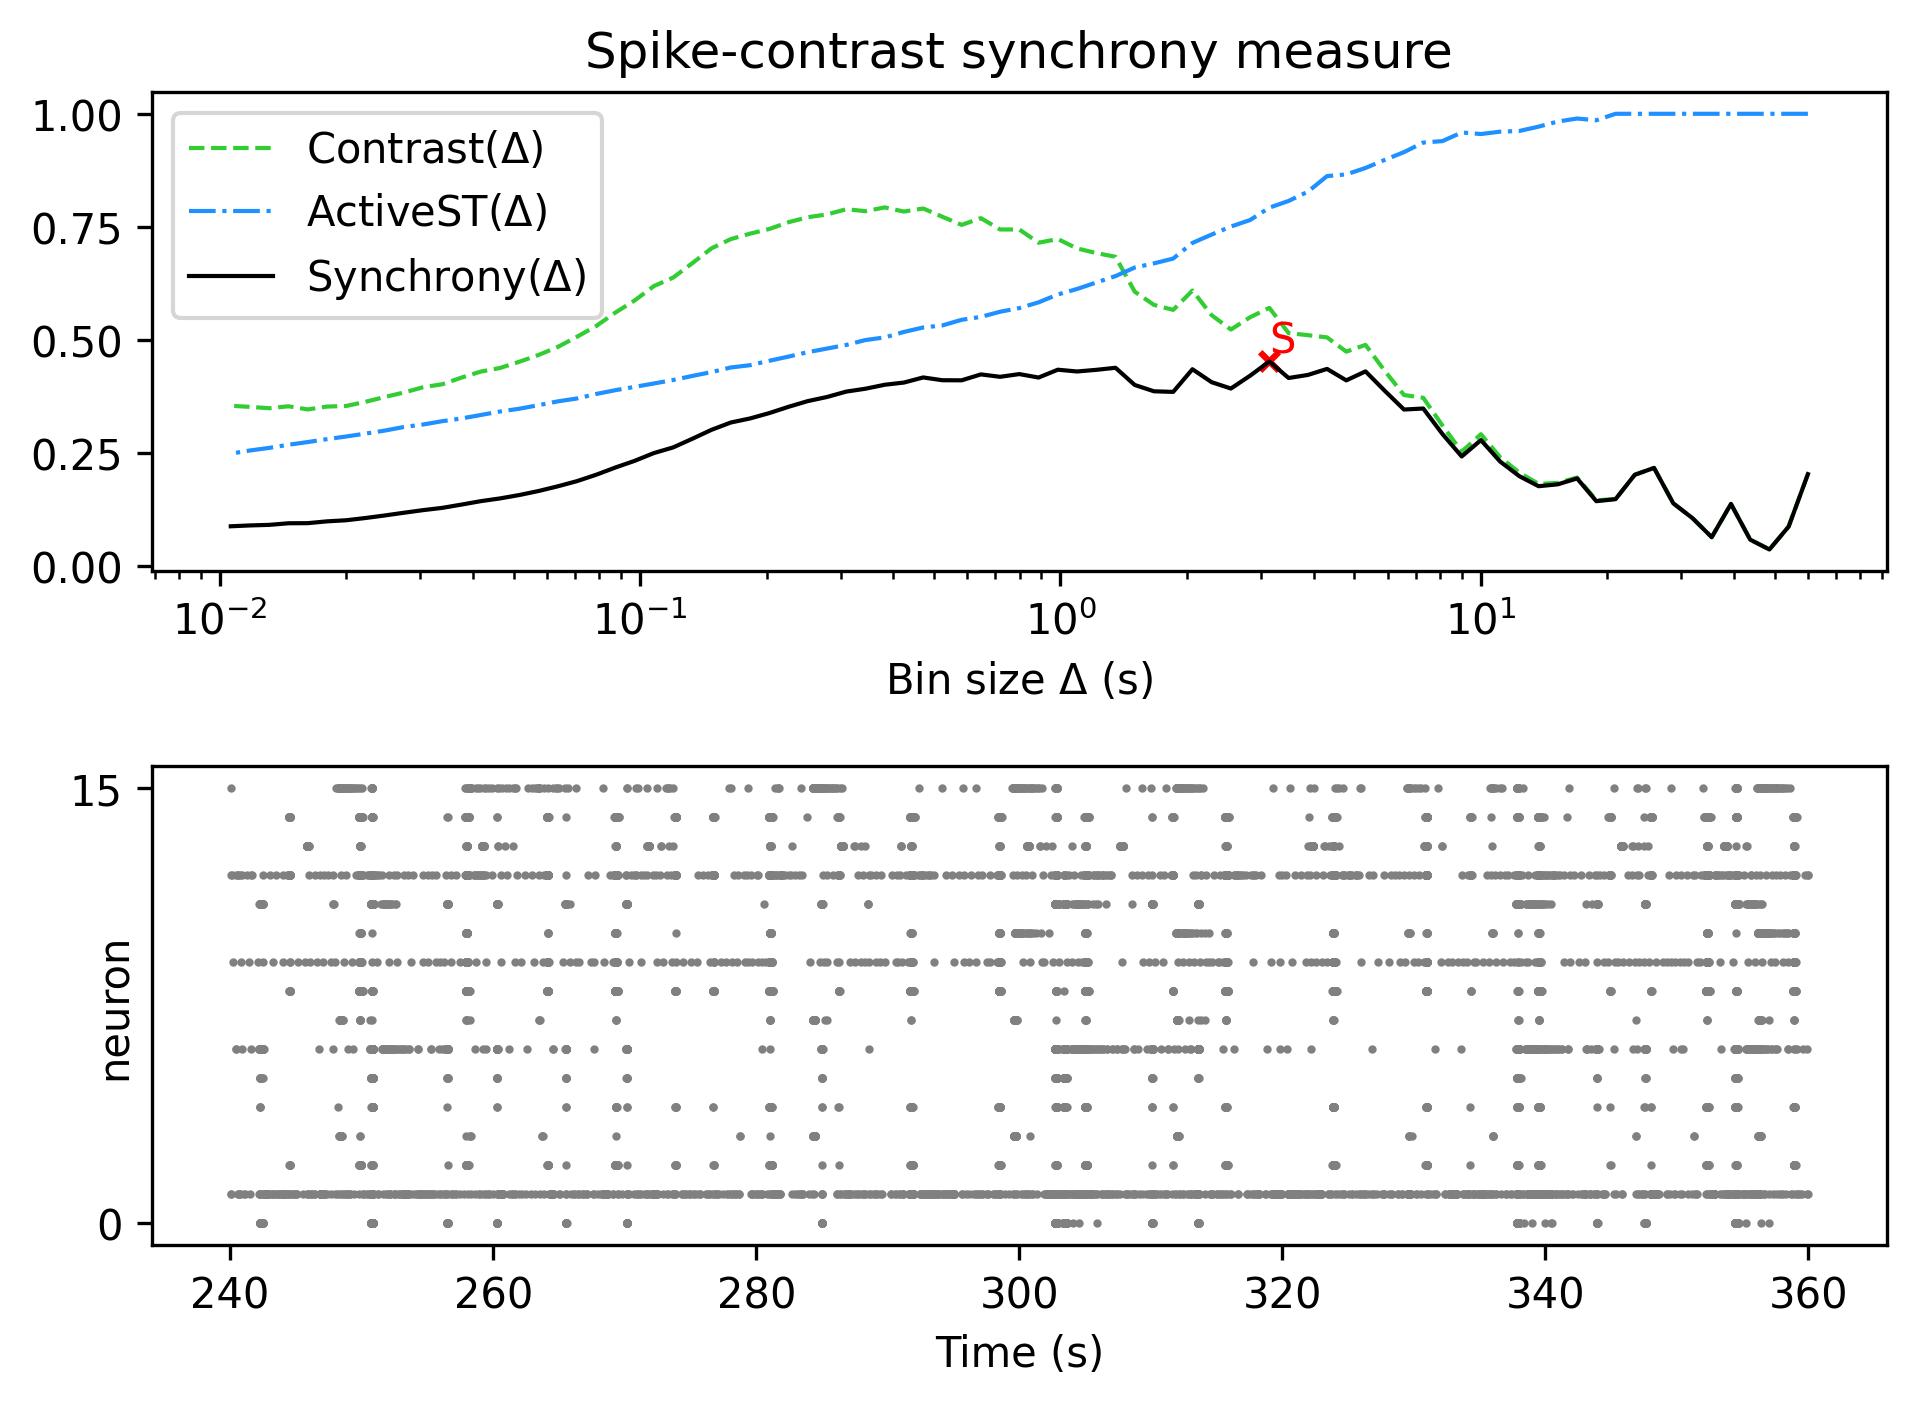 Spike-contrast synchrony measure
1.00
0.75
0.50
0.25
0.00
Contrast(Δ)
ActiveST(Δ)
Synchrony(Δ)
S
10⁻² 10⁻¹ 10⁰ 10¹
Bin size Δ (s)
15
0
neuron
240 260 280 300 320 340 360
Time (s)